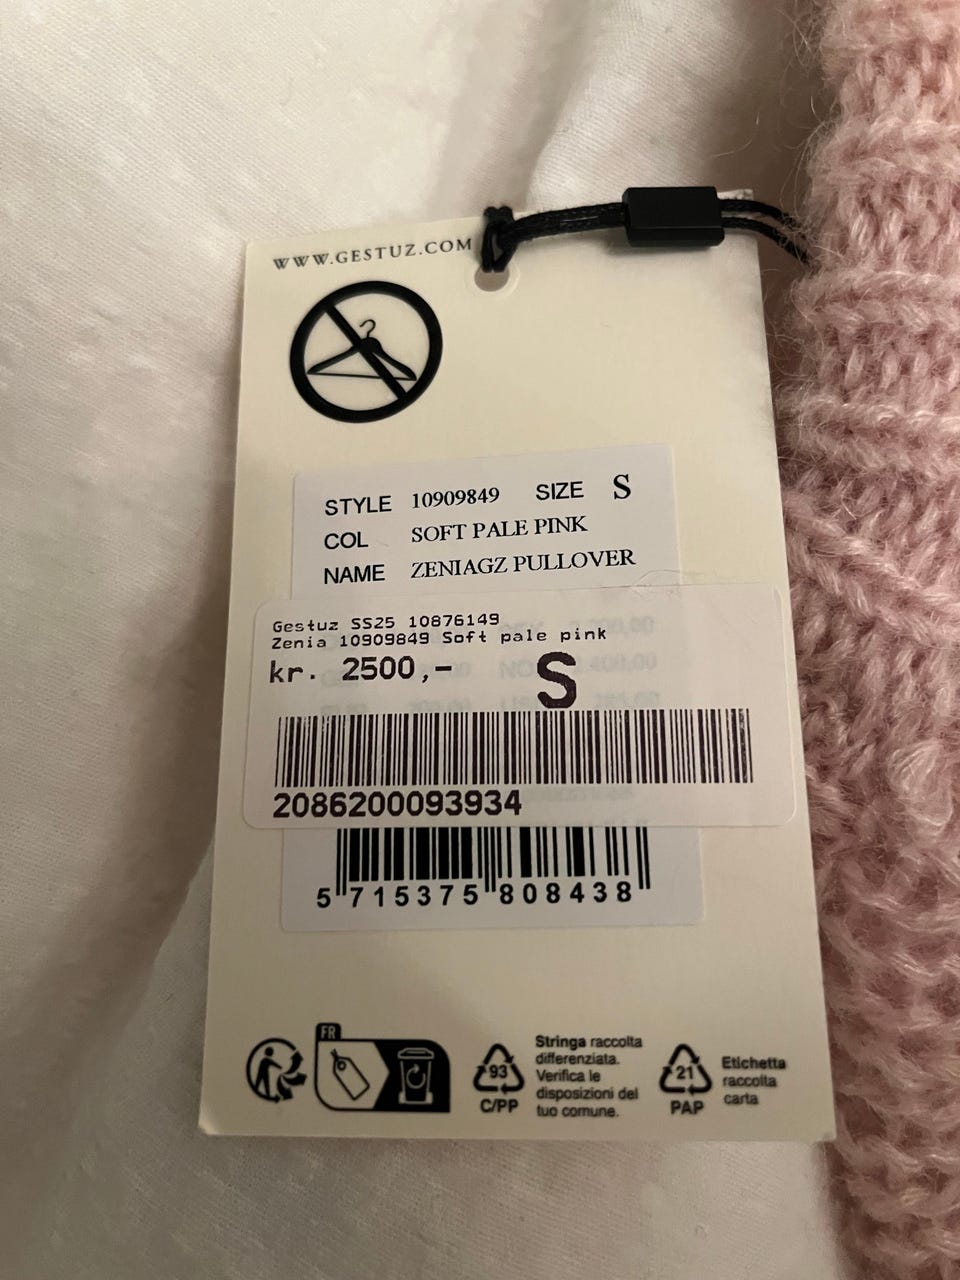 WWW.GESTUZ.COM
STYLE 10909849 SIZE S
COL SOFT PALE PINK
NAME ZENIAGZ PULLOVER
Gestuz SS25 10876149
Zenia 10909849 Soft pale pink
kr. 2500,- S
2086200093934
5 715375 808438
FR
93
C/PP
Stringa raccolta
differenziata.
Verifica le
disposizioni del
tuo comune.
21
PAP
Etichetta
raccolta
carta